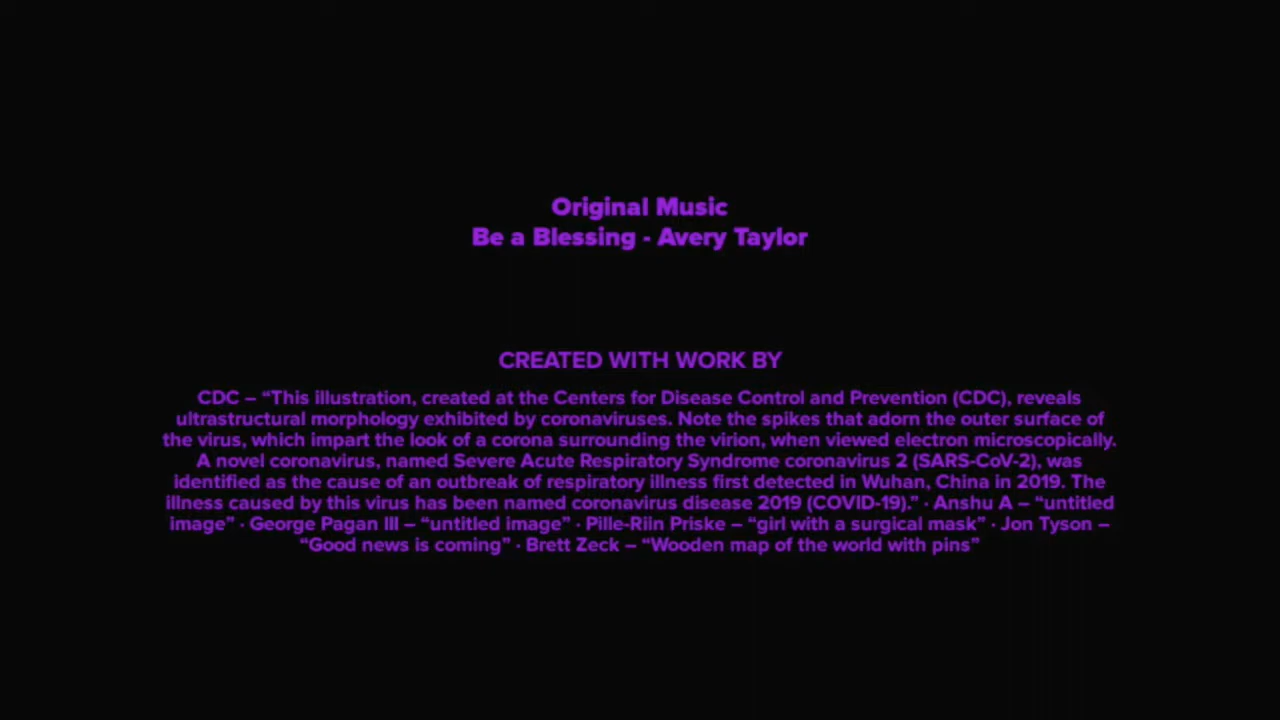 Original Music
Be a Blessing - Avery Taylor
CREATED WITH WORK BY
CDC – “This illustration, created at the Centers for Disease Control and Prevention (CDC), reveals
ultrastructural morphology exhibited by coronaviruses. Note the spikes that adorn the outer surface of
the virus, which impart the look of a corona surrounding the virion, when viewed electron microscopically.
A novel coronavirus, named Severe Acute Respiratory Syndrome coronavirus 2 (SARS-CoV-2), was
identified as the cause of an outbreak of respiratory illness first detected in Wuhan, China in 2019. The
illness caused by this virus has been named coronavirus disease 2019 (COVID-19).” · Anshu A – “untitled
image” · George Pagan III – “untitled image” · Pille-Riin Priske – “girl with a surgical mask” · Jon Tyson –
“Good news is coming” · Brett Zeck – “Wooden map of the world with pins”